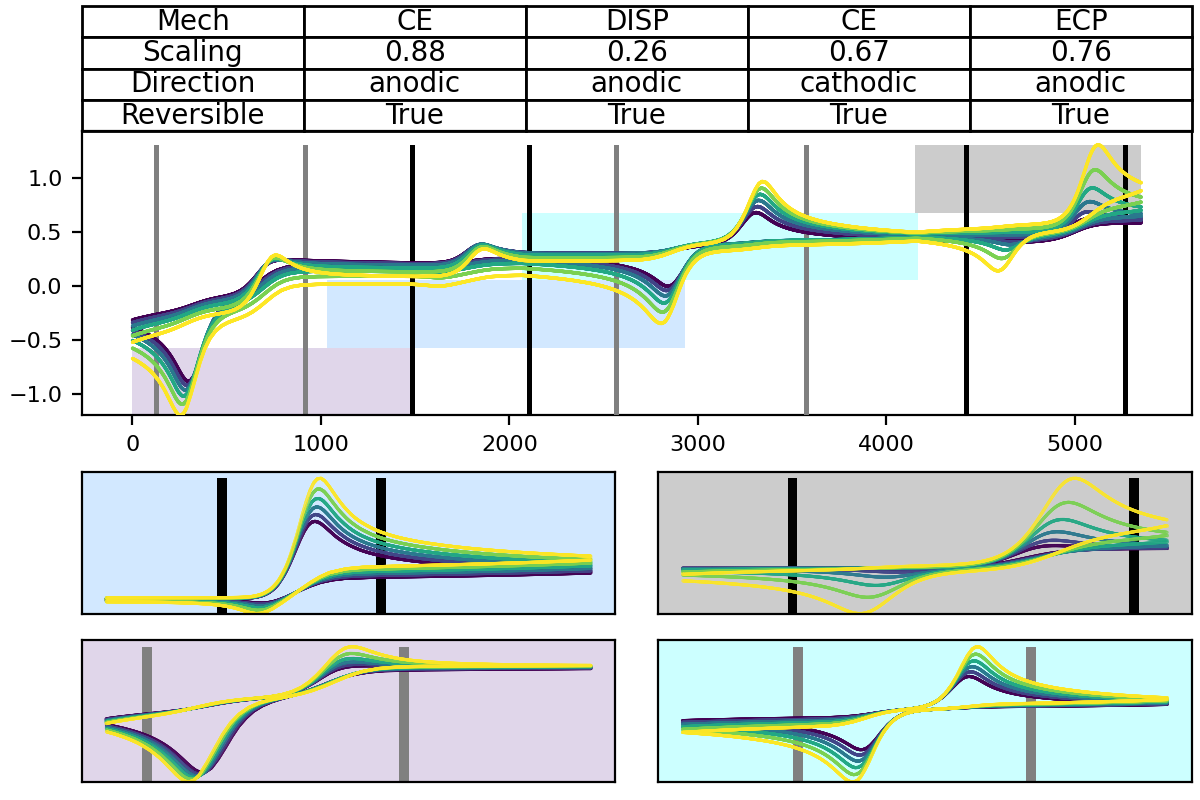 Mech CE DISP CE ECP
Scaling 0.88 0.26 0.67 0.76
Direction anodic anodic cathodic anodic
Reversible True True True True
1.0
0.5
0.0
−0.5
−1.0
0 1000 2000 3000 4000 5000